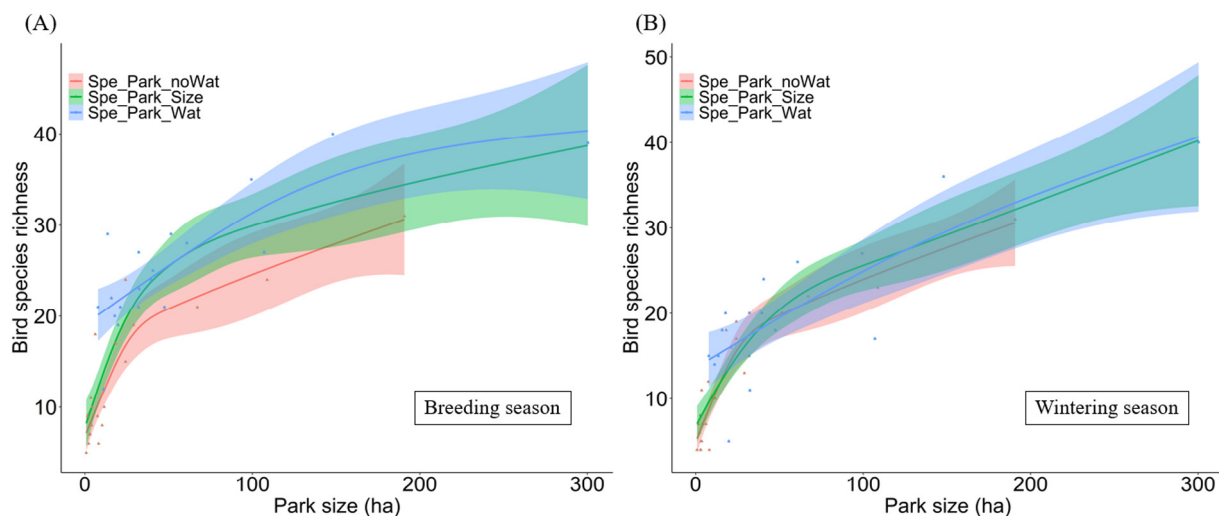 (A)
Bird species richness
40
30
20
10
Spe_Park_noWat
Spe_Park_Size
Spe_Park_Wat
Breeding season
0
100
200
300
Park size (ha)
(B)
Bird species richness
50
40
30
20
10
Spe_Park_noWat
Spe_Park_Size
Spe_Park_Wat
Wintering season
0
100
200
300
Park size (ha)